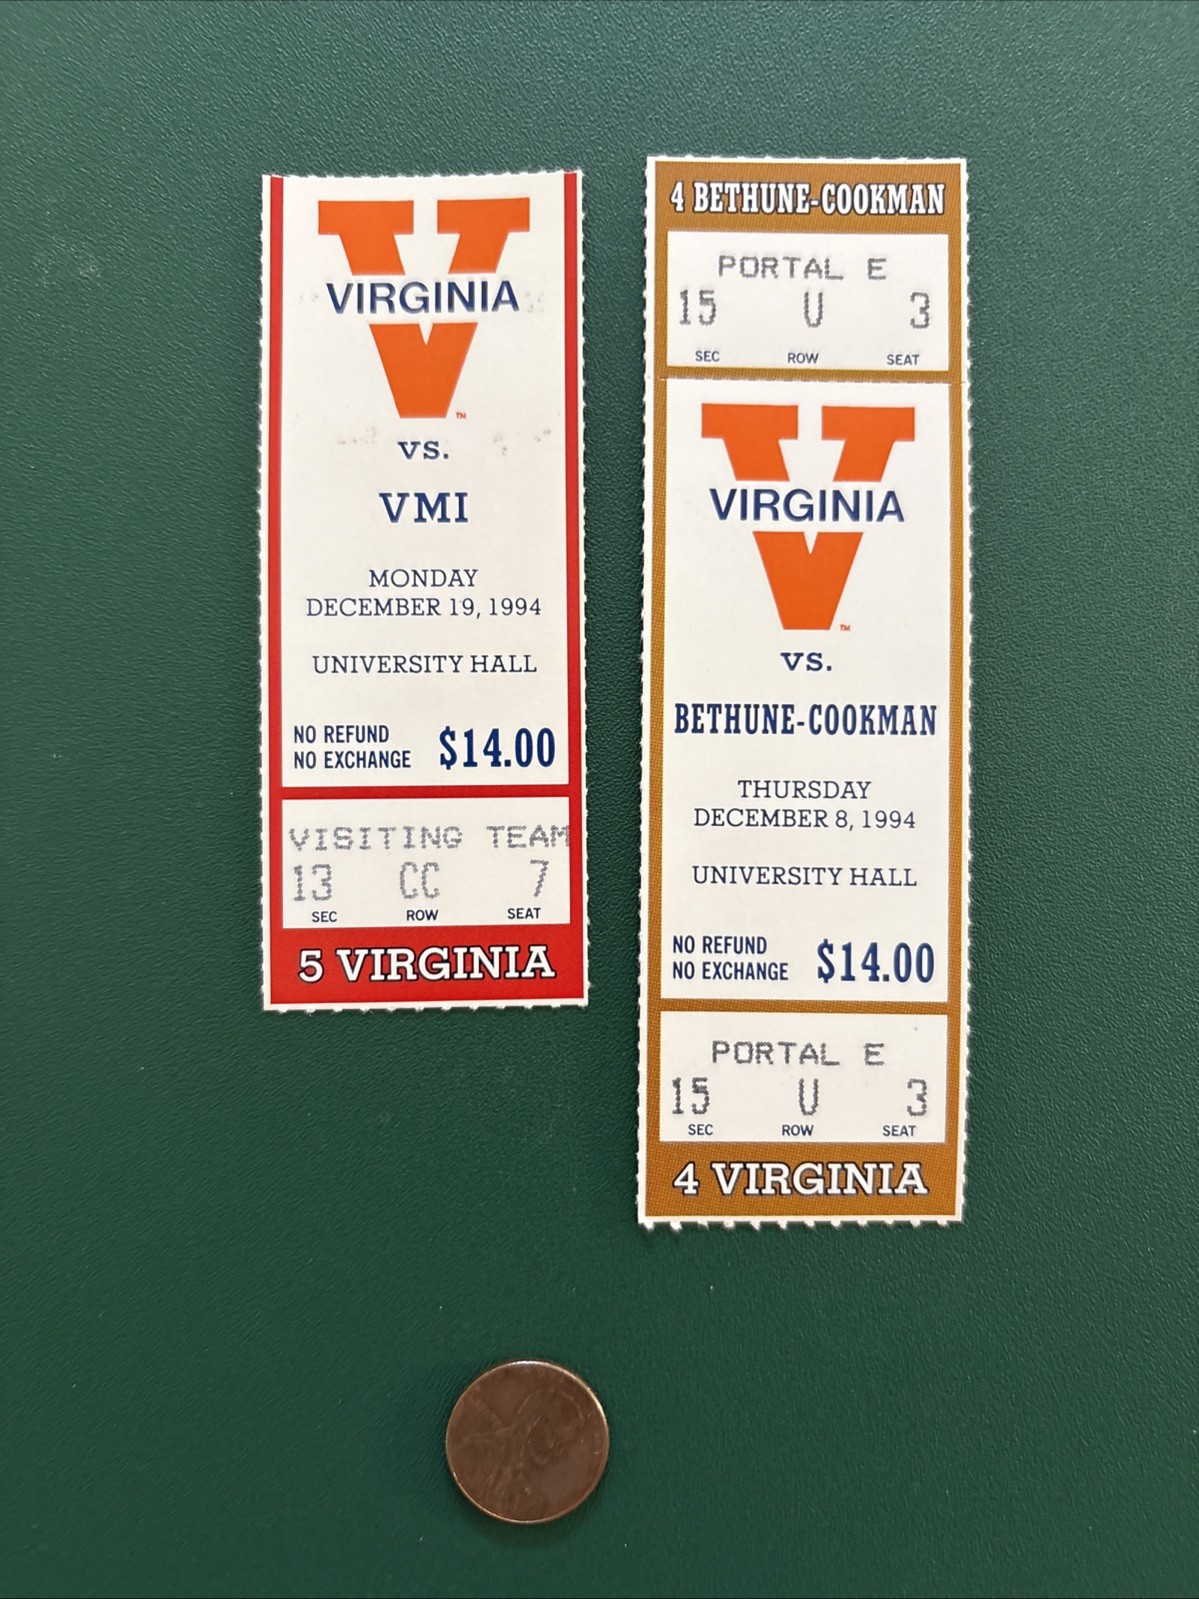 VIRGINIA
TM
vs.
VMI
MONDAY
DECEMBER 19, 1994
UNIVERSITY HALL
NO REFUND
NO EXCHANGE
$14.00
VISITING TEAM
13 CC 7
SEC ROW SEAT
5 VIRGINIA
4 BETHUNE-COOKMAN
PORTAL E
15 U 3
SEC ROW SEAT
VIRGINIA
TM
vs.
BETHUNE-COOKMAN
THURSDAY
DECEMBER 8, 1994
UNIVERSITY HALL
NO REFUND
NO EXCHANGE
$14.00
PORTAL E
15 U 3
SEC ROW SEAT
4 VIRGINIA